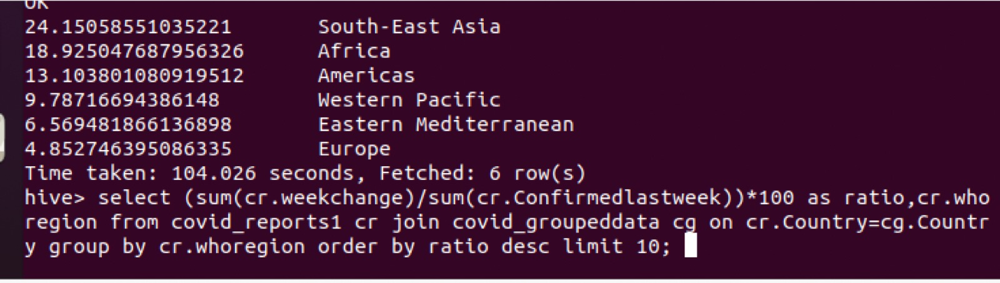 OK
24.15058551035221 South-East Asia
18.925047687956326 Africa
13.103801080919512 Americas
9.78716694386148 Western Pacific
6.569481866136898 Eastern Mediterranean
4.852746395086335 Europe
Time taken: 104.026 seconds, Fetched: 6 row(s)
hive> select (sum(cr.weekchange)/sum(cr.Confirmedlastweek))*100 as ratio,cr.who
region from covid_reports1 cr join covid_groupeddata cg on cr.Country=cg.Countr
y group by cr.whoregion order by ratio desc limit 10;